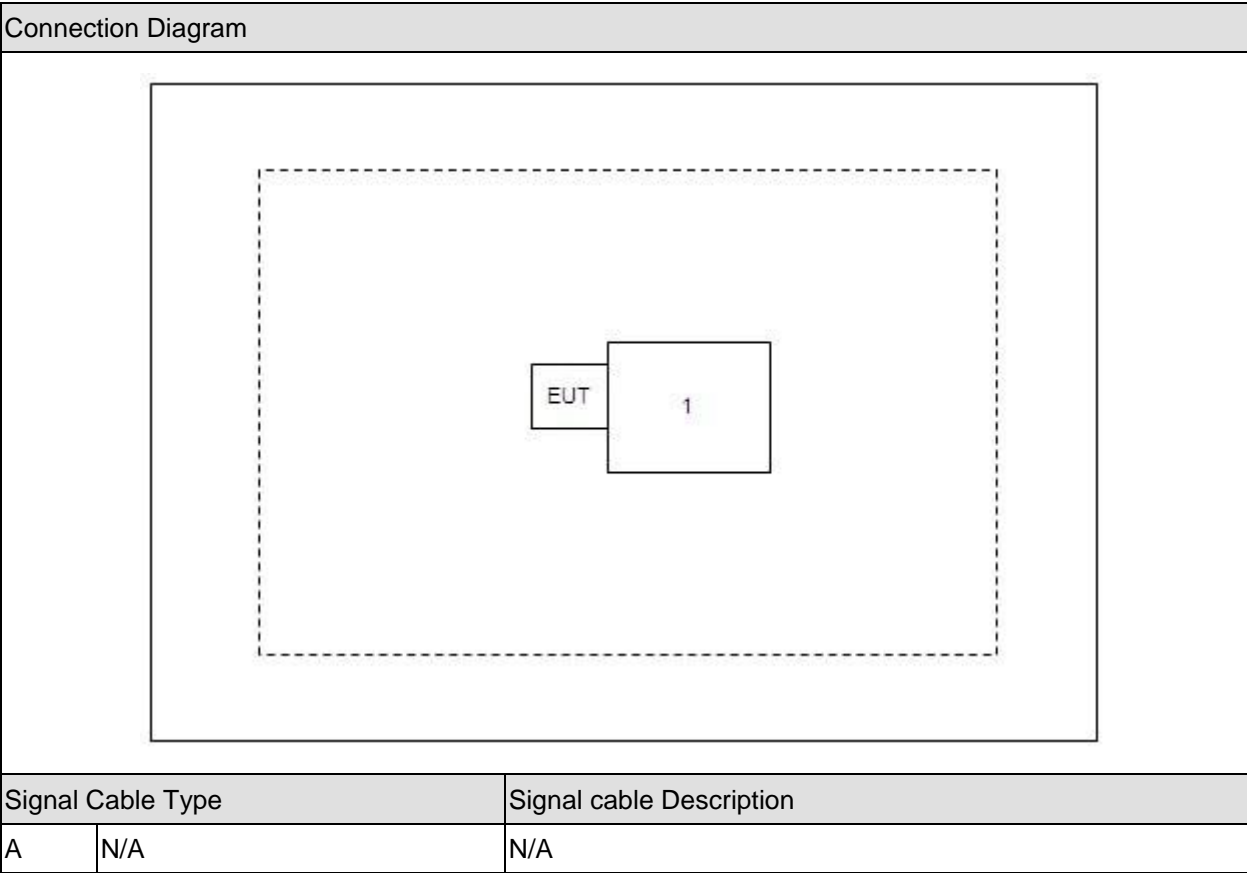 Connection Diagram
EUT
1
Signal Cable Type Signal cable Description
A N/A N/A